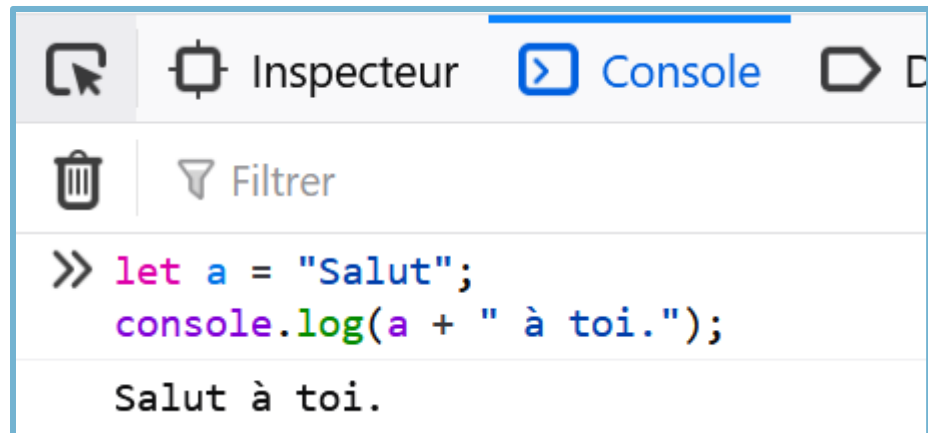 Inspecteur Console D
Filtrer
let a = "Salut";
console.log(a + " à toi.");
Salut à toi.